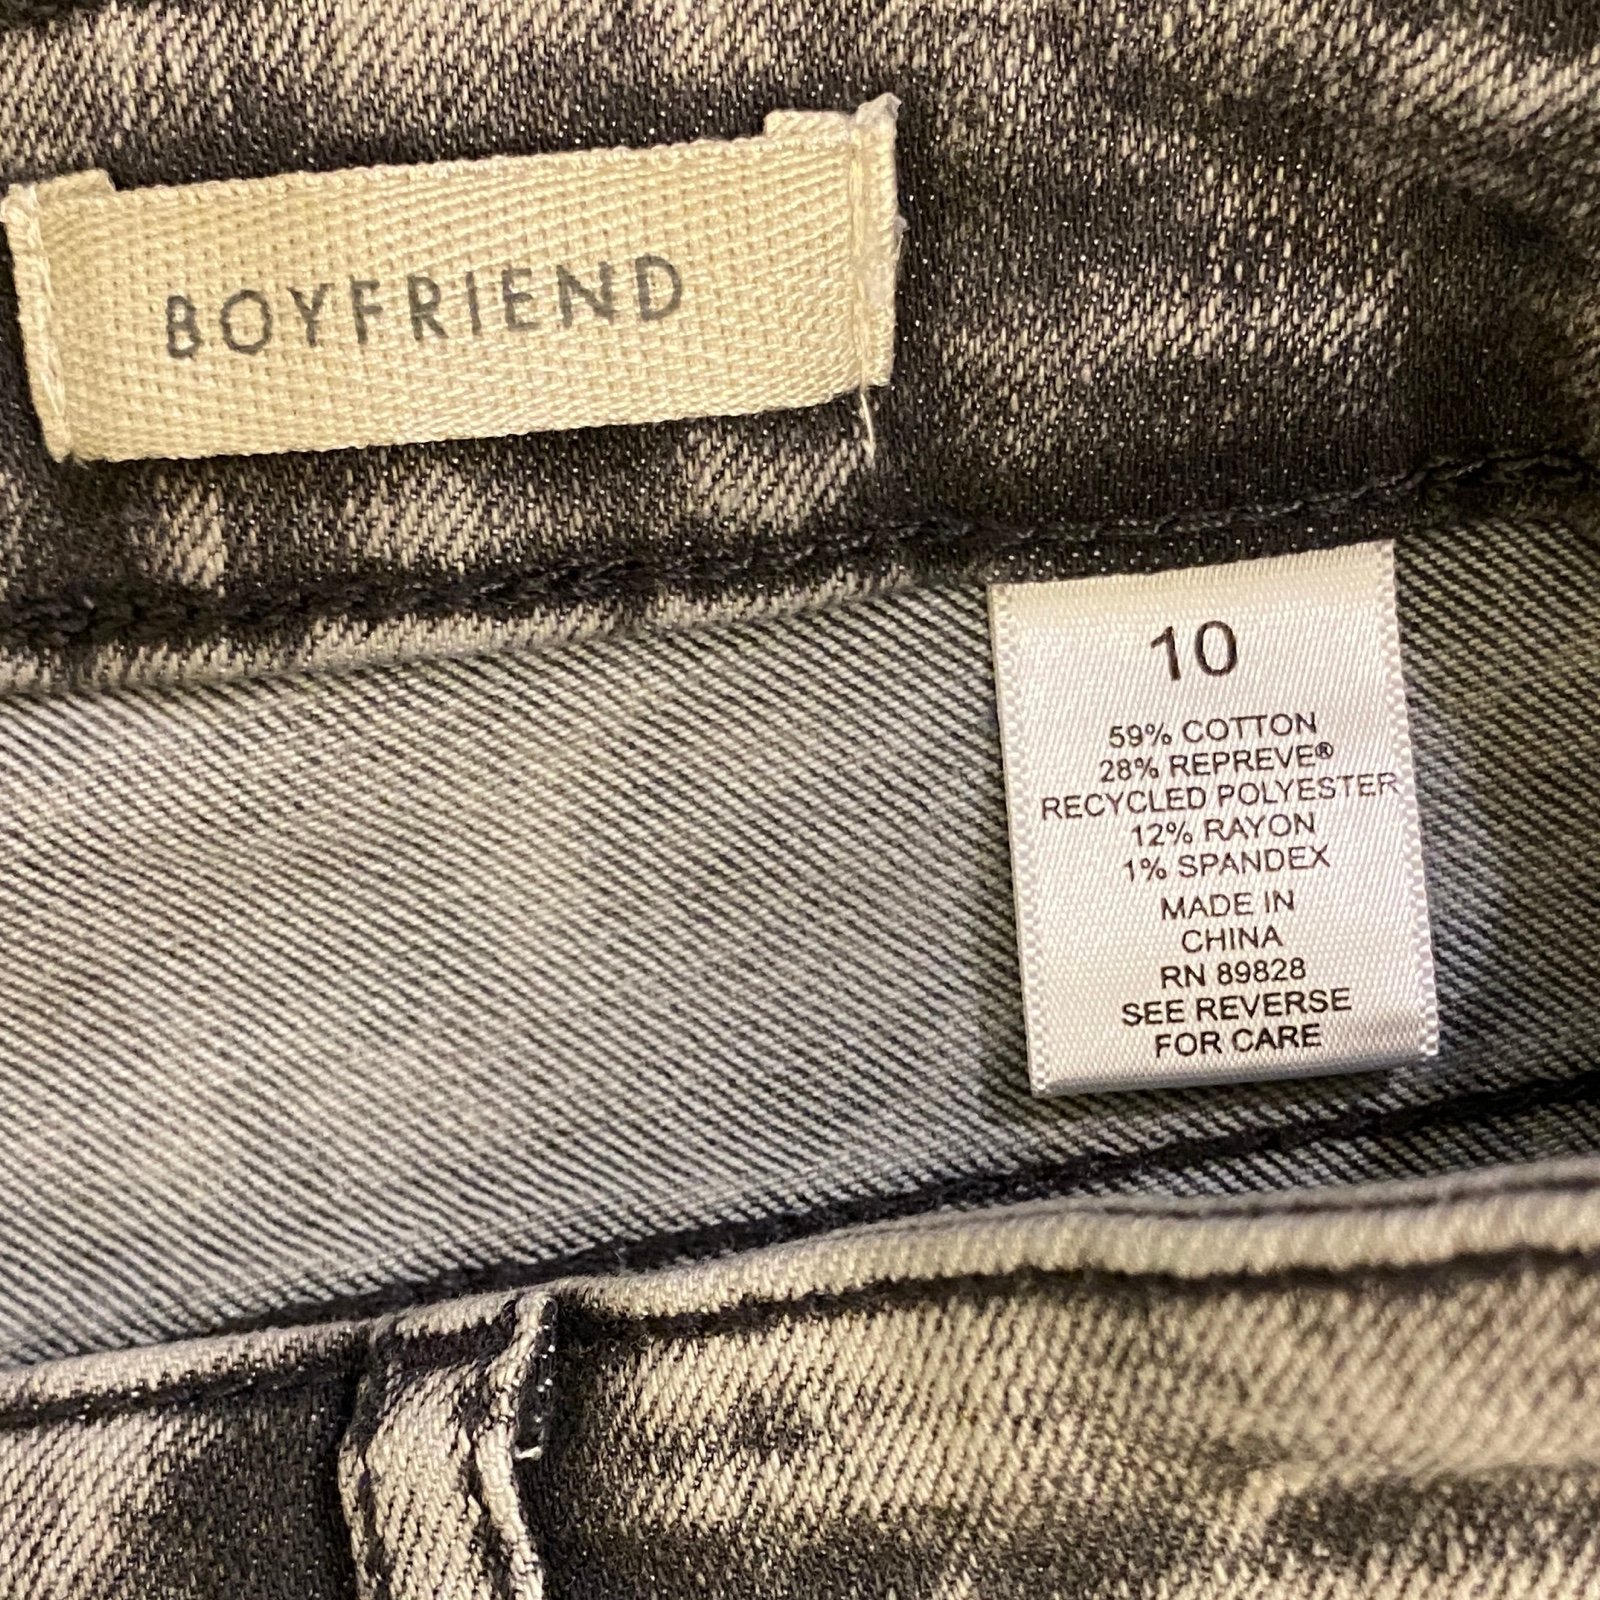 BOYFRIEND
10
59% COTTON
28% REPREVE®
RECYCLED POLYESTER
12% RAYON
1% SPANDEX
MADE IN
CHINA
RN 89828
SEE REVERSE
FOR CARE